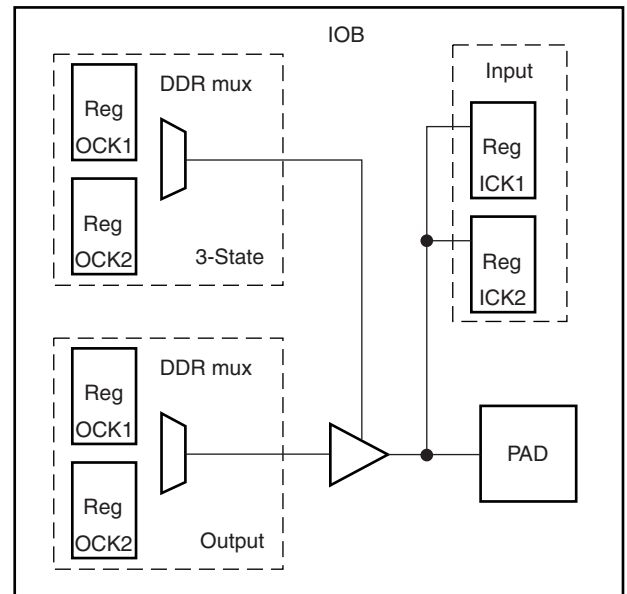 IOB
DDR mux
Reg
OCK1
Reg
OCK2
3-State
Input
Reg
ICK1
Reg
ICK2
DDR mux
Reg
OCK1
Reg
OCK2
Output
PAD